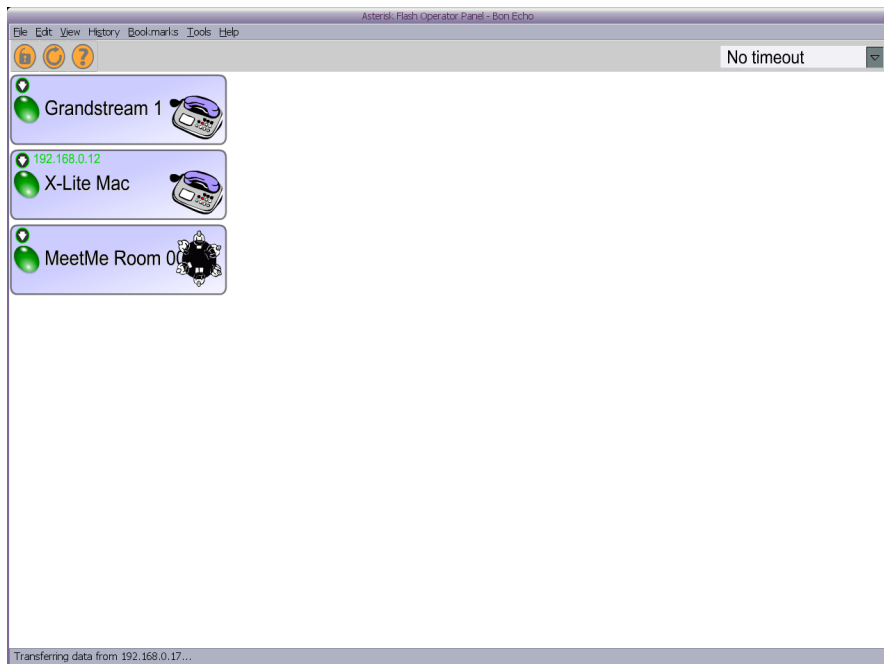 Asterisk Flash Operator Panel - Bon Echo
File Edit View History Bookmarks Tools Help
?
No timeout
Grandstream 1
192.168.0.12
X-Lite Mac
MeetMe Room 00
Transferring data from 192.168.0.17...